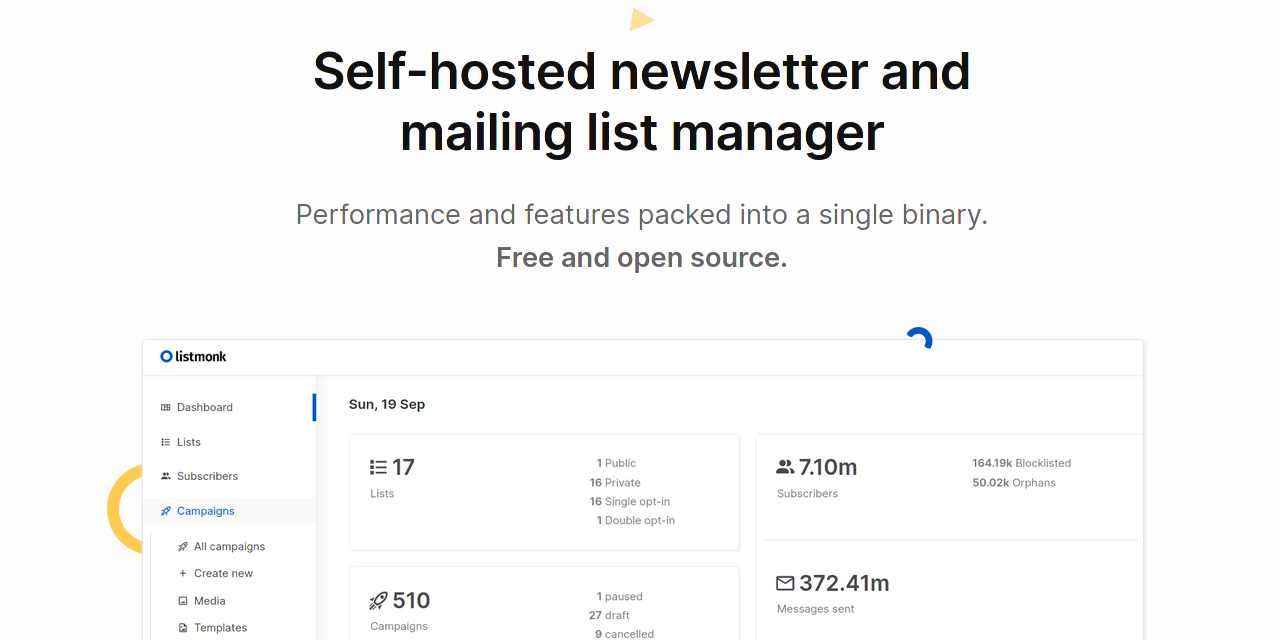 Self-hosted newsletter and
mailing list manager
Performance and features packed into a single binary.
Free and open source.
listmonk
Dashboard
Lists
Subscribers
Campaigns
All campaigns
+ Create new
Media
Templates
Sun, 19 Sep
17
Lists
1 Public
16 Private
16 Single opt-in
1 Double opt-in
7.10m
Subscribers
164.19k Blocklisted
50.02k Orphans
510
Campaigns
1 paused
27 draft
9 cancelled
372.41m
Messages sent